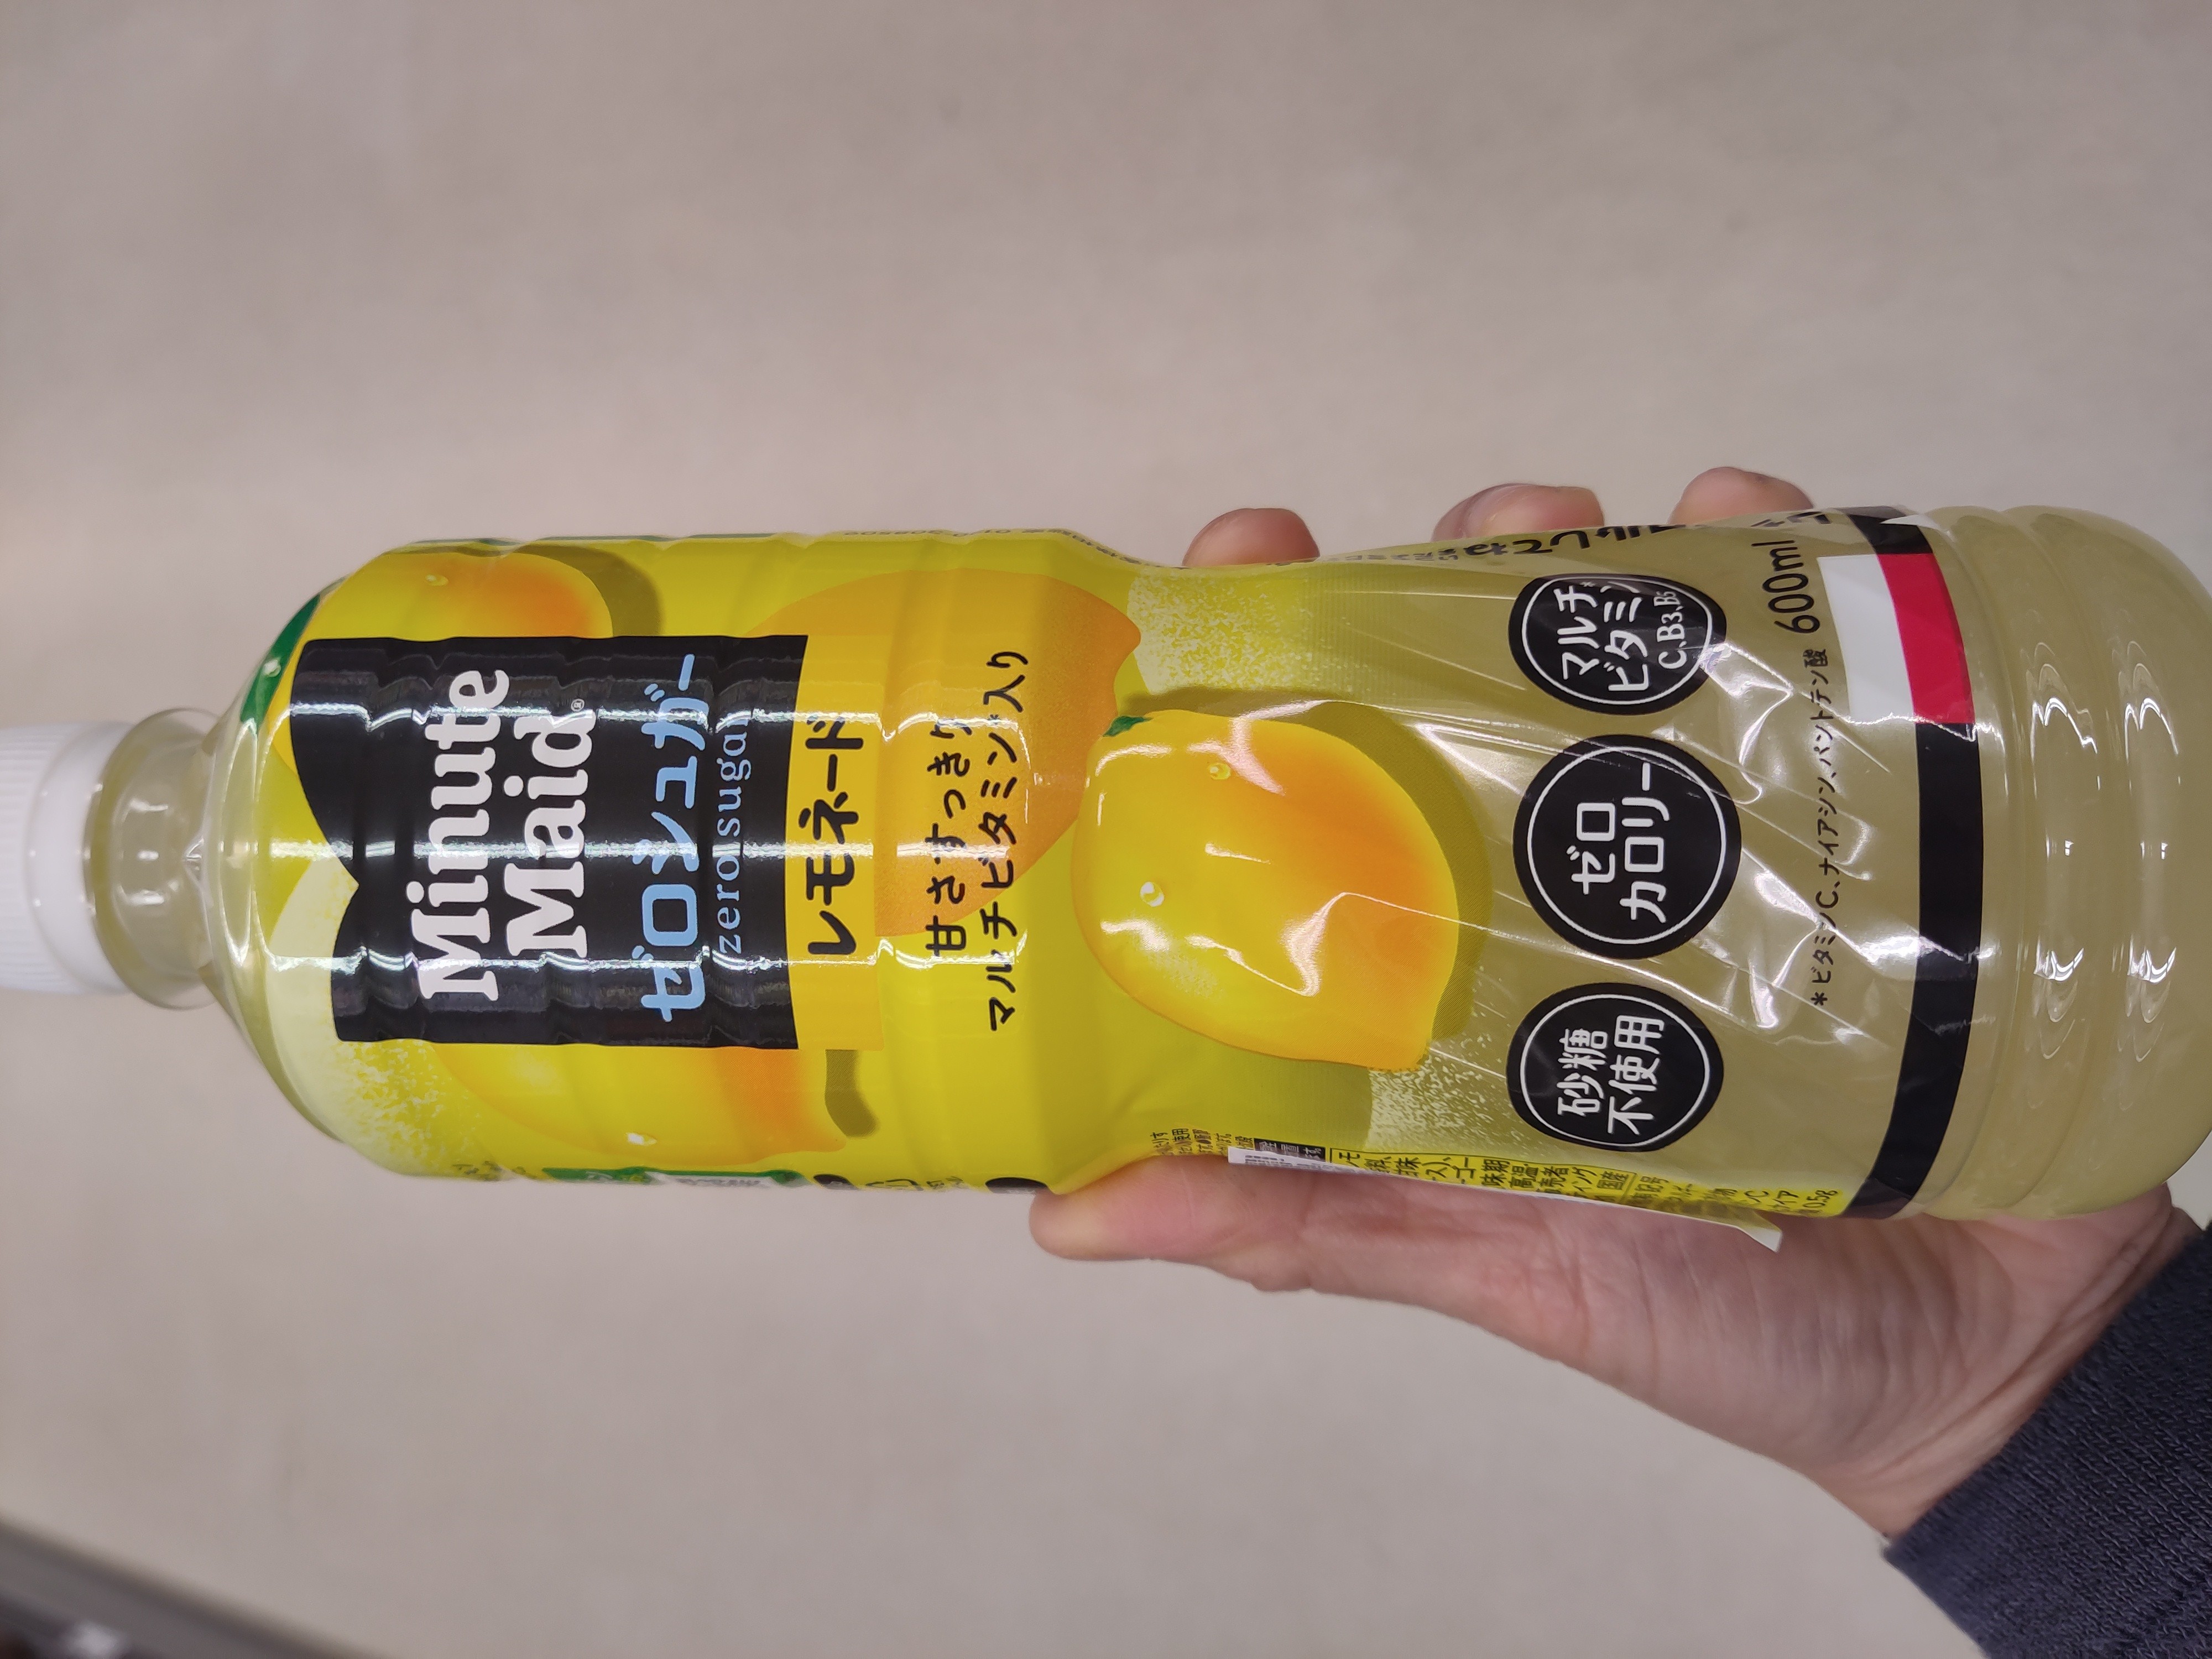 Minute
Maid®
ゼロシュガー
zero sugar
レモネード
甘さすっきり
マルチビタミン*入り
砂糖
不使用
ゼロ
カロリー
マルチ
ビタミン
C、B3、B5
*ビタミンC、ナイアシン、パントテン酸
600ml